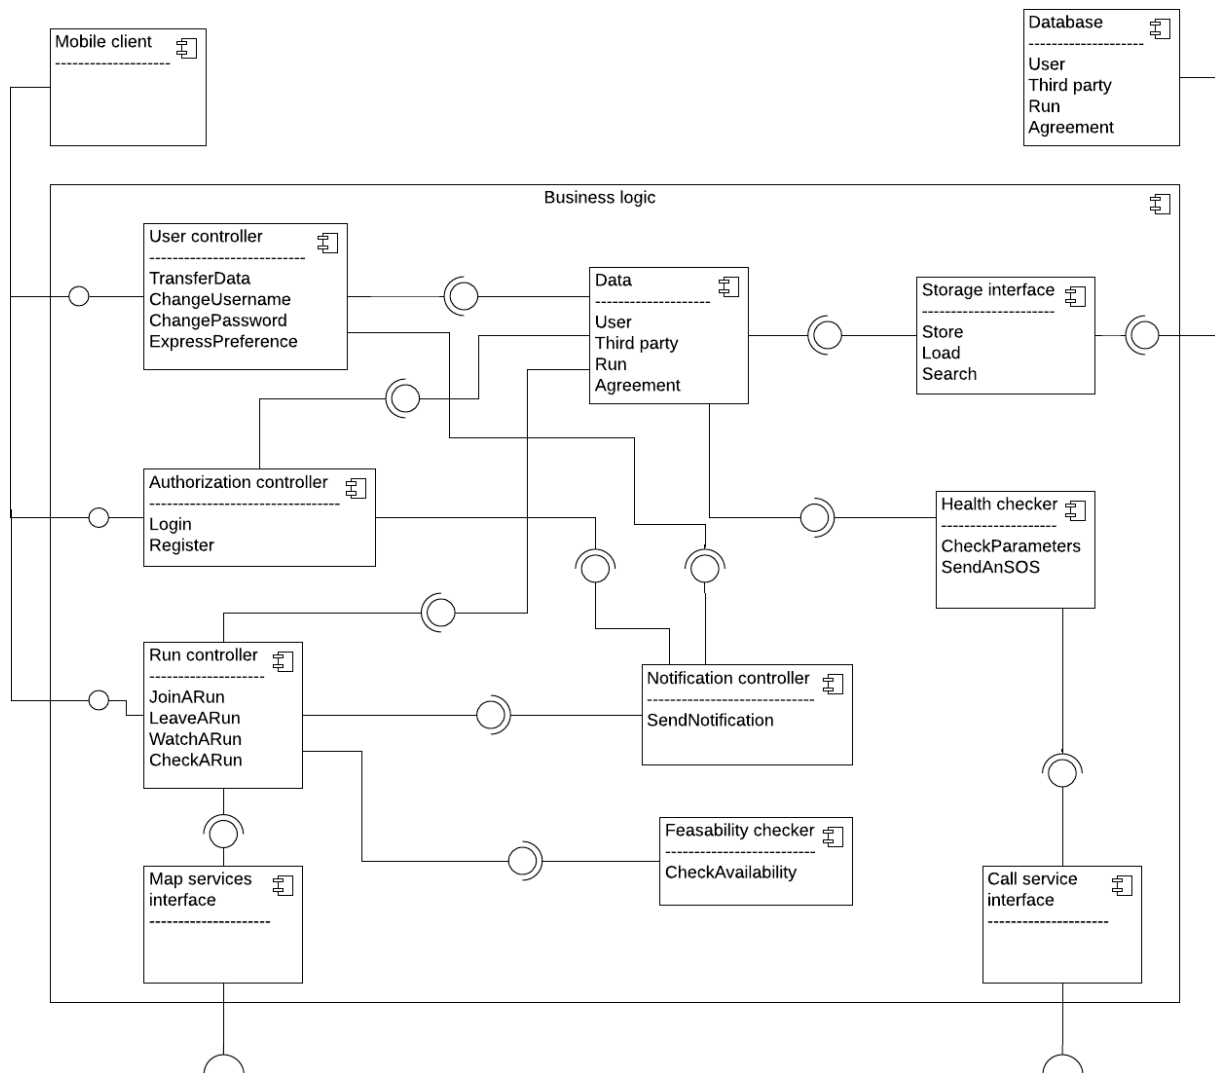 Mobile client
Database
User
Third party
Run
Agreement
Business logic
User controller
TransferData
ChangeUsername
ChangePassword
ExpressPreference
Data
User
Third party
Run
Agreement
Storage interface
Store
Load
Search
Authorization controller
Login
Register
Health checker
CheckParameters
SendAnSOS
Run controller
JoinARun
LeaveARun
WatchARun
CheckARun
Notification controller
SendNotification
Feasability checker
CheckAvailability
Map services
interface
Call service
interface